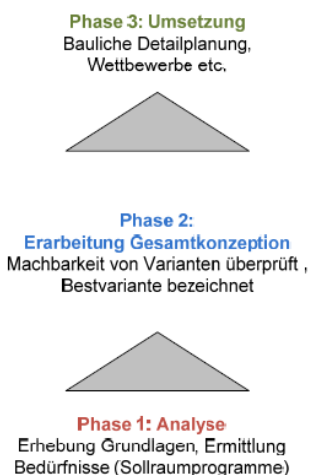 Phase 3: Umsetzung
Bauliche Detailplanung,
Wettbewerbe etc.
Phase 2:
Erarbeitung Gesamtkonzeption
Machbarkeit von Varianten überprüft ,
Bestvariante bezeichnet
Phase 1: Analyse
Erhebung Grundlagen, Ermittlung
Bedürfnisse (Sollraumprogramme)